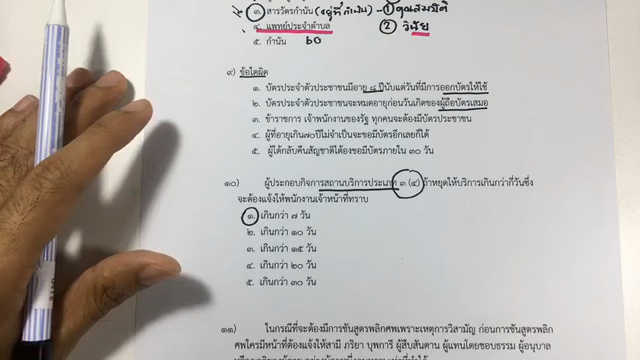 ๓. สารวัตรกำนัน (อยู่ที่กำนัน) - ① คุณสมบัติ
๔. แพทย์ประจำตำบล ② วินัย
๕. กำนัน ๖๐
๙) ข้อใดผิด
๑. บัตรประจำตัวประชาชนมีอายุ ๘ ปีนับแต่วันที่มีการออกบัตรให้ใช้
๒. บัตรประจำตัวประชาชนจะหมดอายุก่อนวันเกิดของผู้ถือบัตรเสมอ
๓. ข้าราชการ เจ้าพนักงานของรัฐ ทุกคนจะต้องมีบัตรประชาชน
๔. ผู้ที่อายุเกิน๗๐ปีไม่จำเป็นจะขอมีบัตรอีกเลยก็ได้
๕. ผู้ได้กลับคืนสัญชาติได้ต้องขอมีบัตรภายใน ๓๐ วัน
๑๐) ผู้ประกอบกิจการสถานบริการประเภท ๓ (๔) ถ้าหยุดให้บริการเกินกว่ากี่วันซึ่ง
จะต้องแจ้งให้พนักงานเจ้าหน้าที่ทราบ
๑. เกินกว่า ๗ วัน
๒. เกินกว่า ๑๐ วัน
๓. เกินกว่า ๑๕ วัน
๔. เกินกว่า ๒๐ วัน
๕. เกินกว่า ๓๐ วัน
๑๑) ในกรณีที่จะต้องมีการชันสูตรพลิกศพเพราะเหตุการวิสามัญ ก่อนการชันสูตรพลิก
ศพใครมีหน้าที่ต้องแจ้งให้สามี ภริยา บุพการี ผู้สืบสันดาน ผู้แทนโดยชอบธรรม ผู้อนุบาล